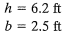 h = 6.2 ft
b = 2.5 ft